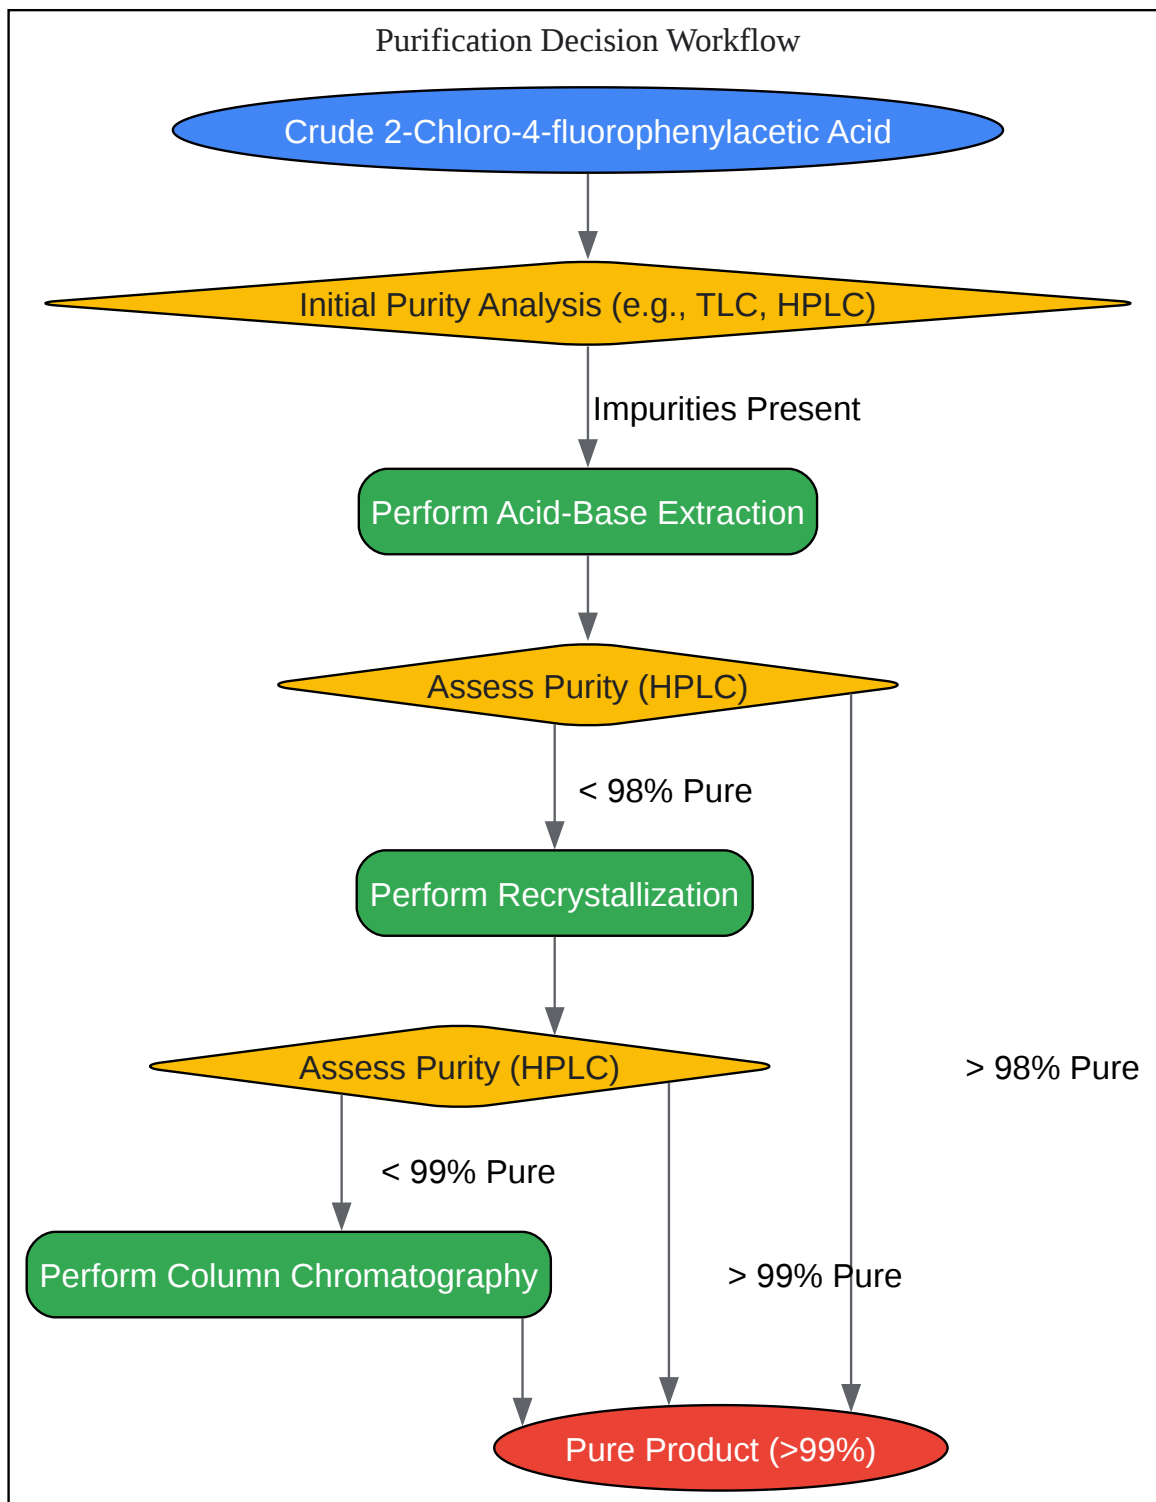 Purification Decision Workflow
Crude 2-Chloro-4-fluorophenylacetic Acid
Initial Purity Analysis (e.g., TLC, HPLC)
Impurities Present
Perform Acid-Base Extraction
Assess Purity (HPLC)
< 98% Pure
Perform Recrystallization
Assess Purity (HPLC)
> 98% Pure
< 99% Pure
Perform Column Chromatography
> 99% Pure
Pure Product (>99%)